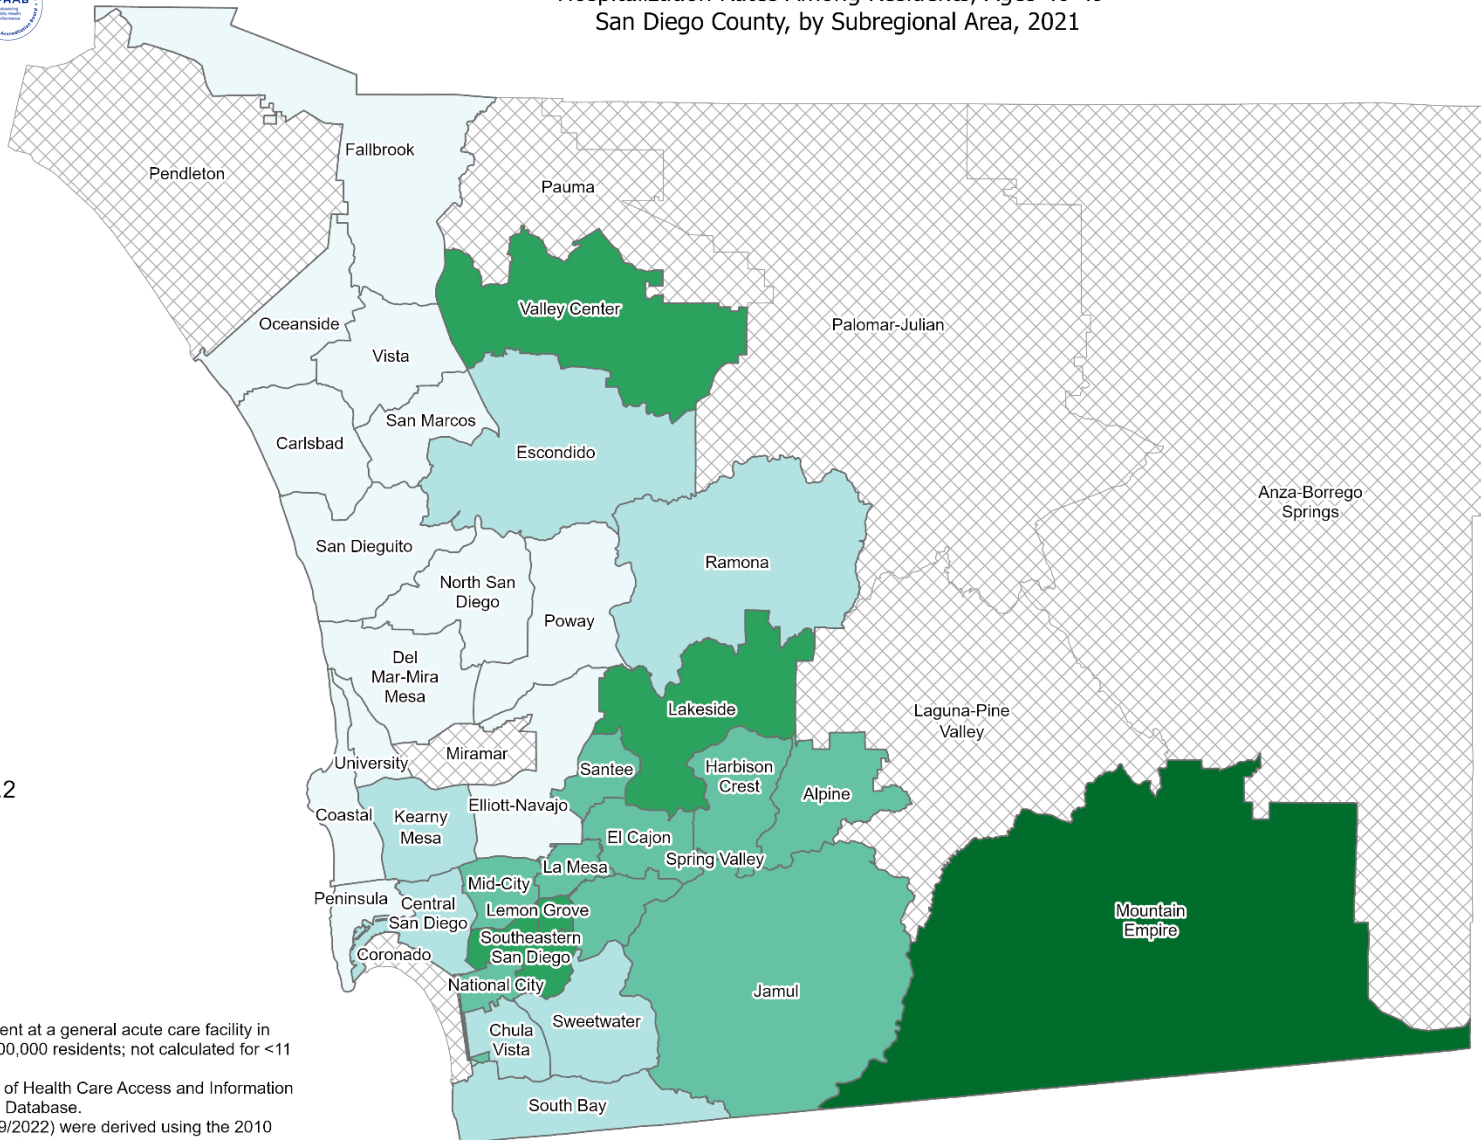 San Diego County, by Subregional Area, 2021
Fallbrook
Pendleton
Pauma
Valley Center
Oceanside
Palomar-Julian
Vista
San Marcos
Carlsbad
Escondido
Anza-Borrego
Springs
San Dieguito
Ramona
North San
Diego
Poway
Del
Mar-Mira
Mesa
Lakeside
Laguna-Pine
Valley
Miramar
University
Santee
Harbison
Crest
Alpine
.2
Coastal
Kearny
Mesa
Elliott-Navajo
El Cajon
Spring Valley
La Mesa
Mid-City
Peninsula
Central
San Diego
Lemon Grove
Mountain
Empire
Southeastern
San Diego
Coronado
National City
Jamul
Sweetwater
Chula
Vista
South Bay
ent at a general acute care facility in
00,000 residents; not calculated for <11
of Health Care Access and Information
Database.
9/2022) were derived using the 2010